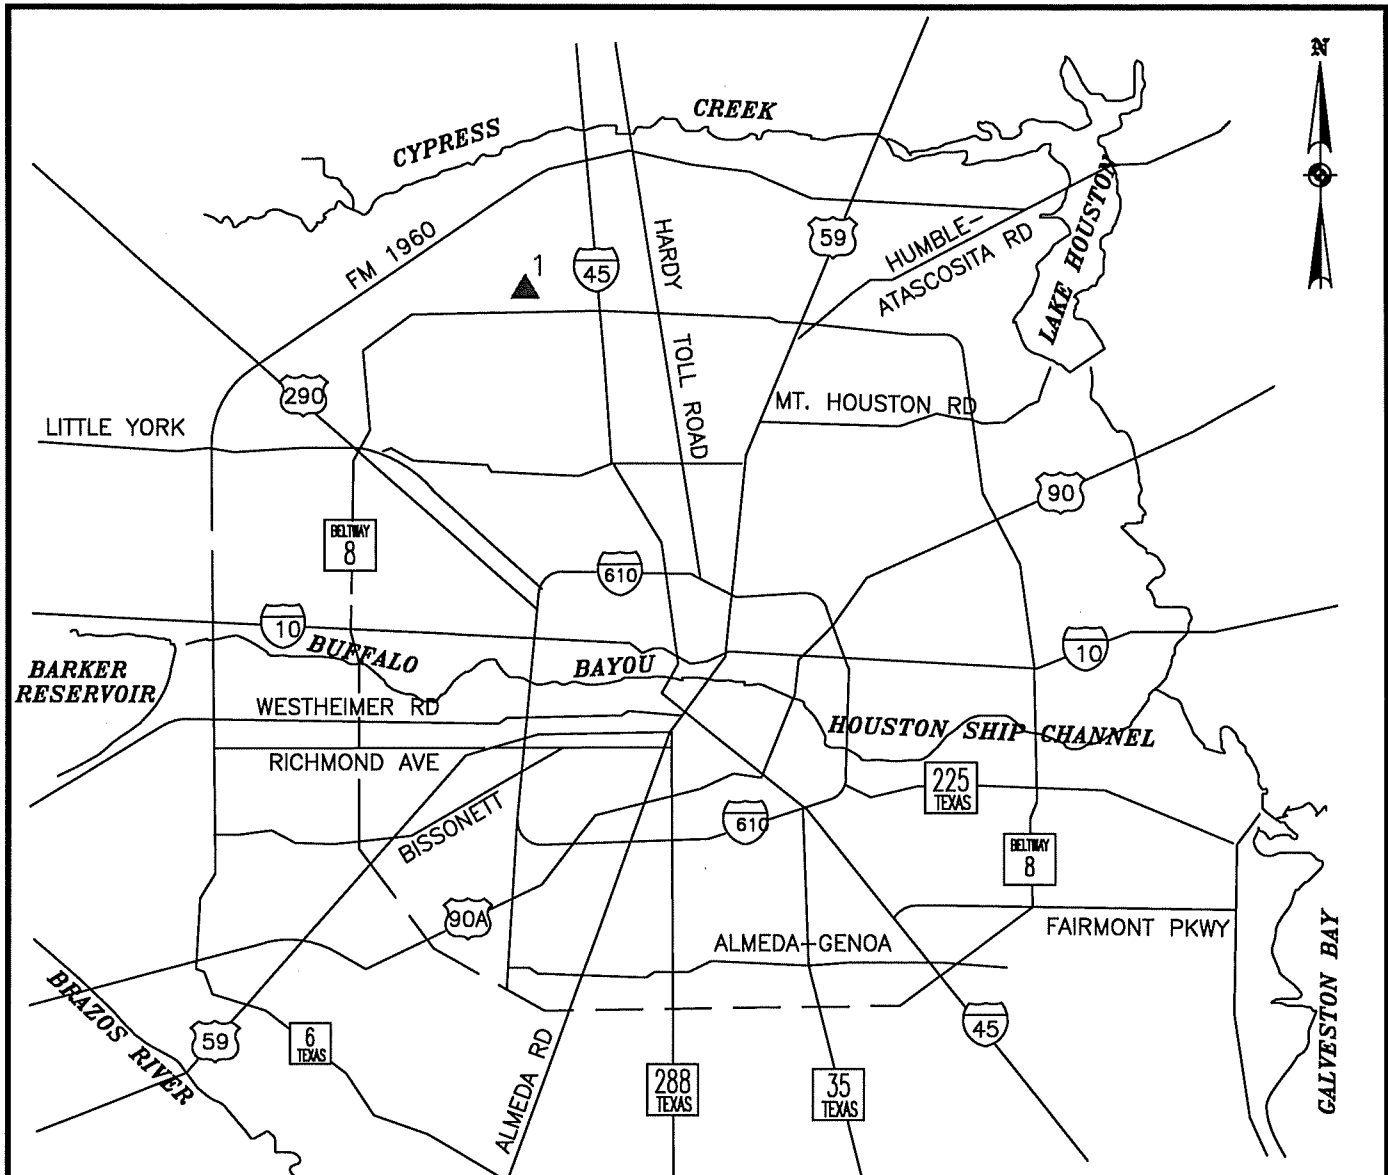 N
CREEK
CYPRESS
HARDY
59
HUMBLE-
ATASCOSITA RD
LAKE HOUSTON
FM 1960
45
1
TOLL ROAD
290
MT. HOUSTON RD
LITTLE YORK
90
BELTWAY
8
610
10
BUFFALO
BAYOU
10
BARKER
RESERVOIR
WESTHEIMER RD
HOUSTON SHIP CHANNEL
RICHMOND AVE
225
TEXAS
BISSONETT
610
BELTWAY
8
90A
FAIRMONT PKWY
ALMEDA-GENOA
GALVESTON BAY
BRAZOS RIVER
59
6
TEXAS
45
ALMEDA RD
288
TEXAS
35
TEXAS